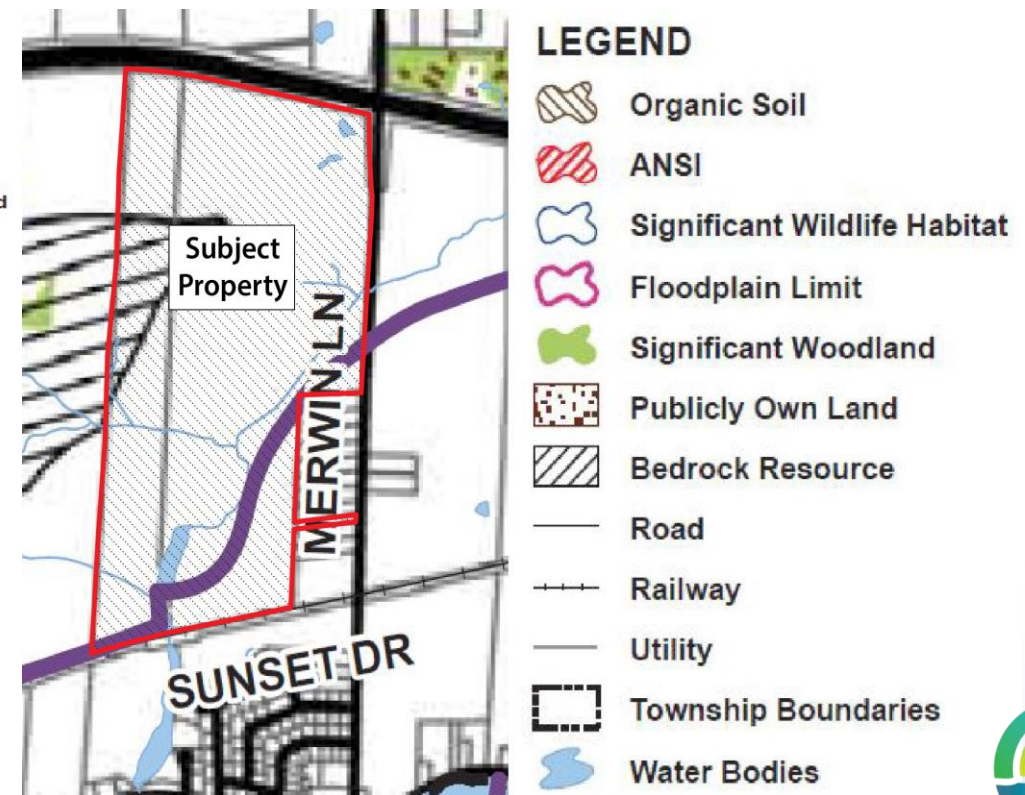 Subject
Property
MERWIN LN
SUNSET DR
LEGEND
Organic Soil
ANSI
Significant Wildlife Habitat
Floodplain Limit
Significant Woodland
Publicly Own Land
Bedrock Resource
Road
Railway
Utility
Township Boundaries
Water Bodies